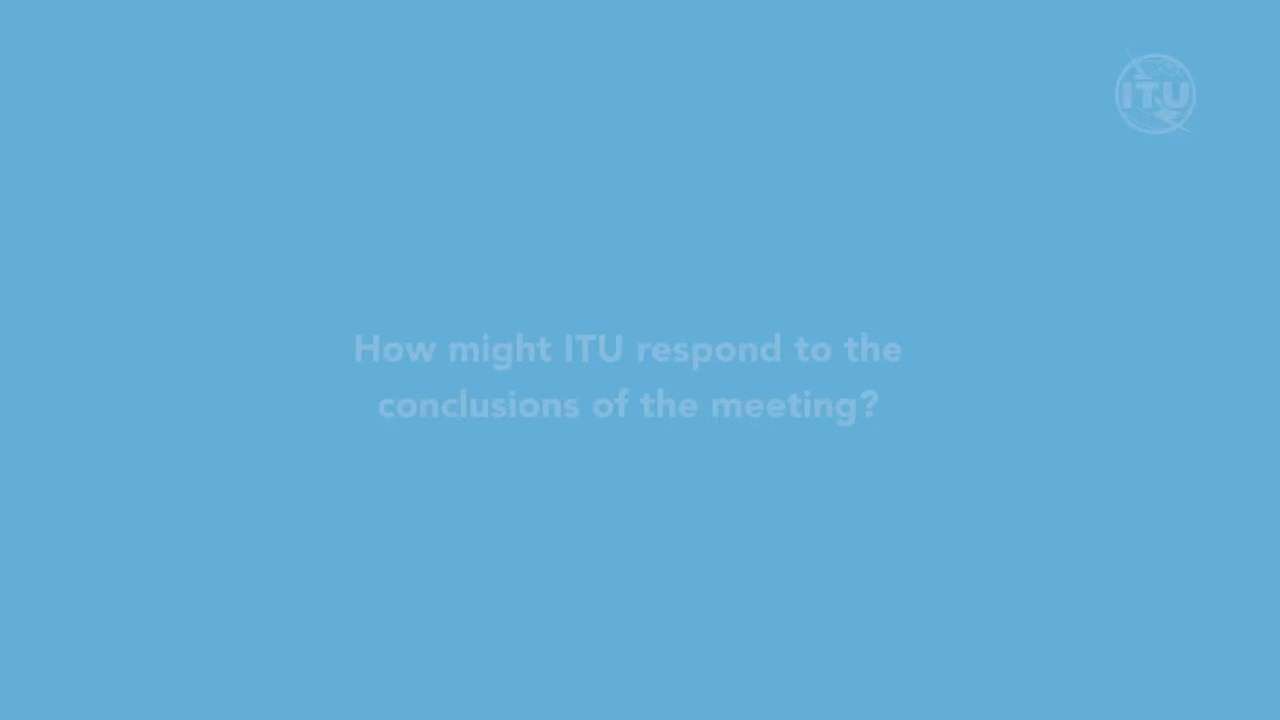 ITU
How might ITU respond to the
conclusions of the meeting?